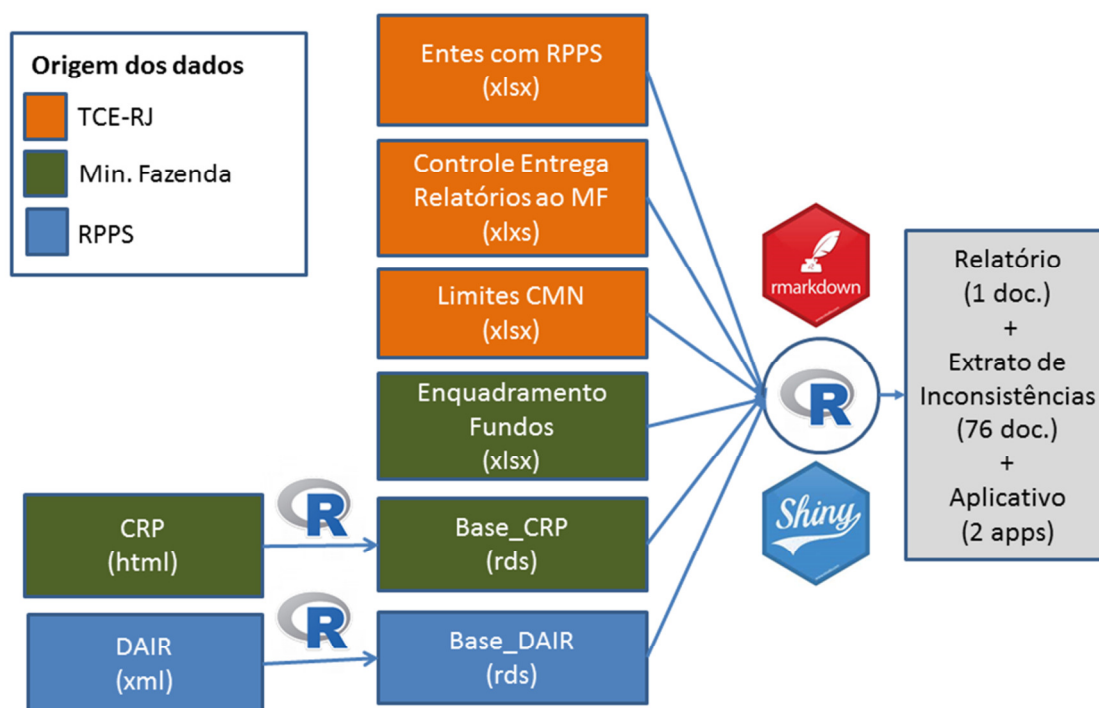 Origem dos dados
TCE-RJ
Min. Fazenda
RPPS
Entes com RPPS
(xlsx)
Controle Entrega
Relatórios ao MF
(xlxs)
Limites CMN
(xlsx)
Enquadramento
Fundos
(xlsx)
CRP
(html)
R
Base_CRP
(rds)
DAIR
(xml)
R
Base_DAIR
(rds)
rmarkdown
R
Shiny
Relatório
(1 doc.)
+
Extrato de
Inconsistências
(76 doc.)
+
Aplicativo
(2 apps)